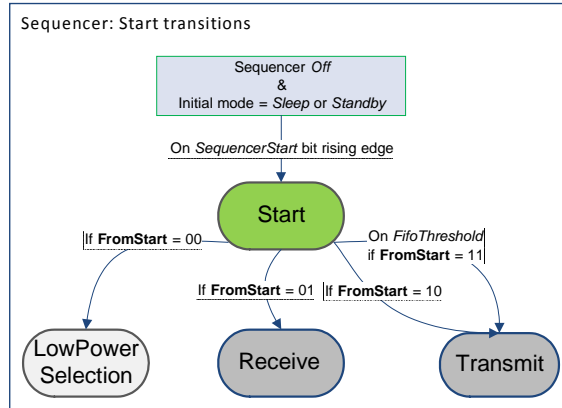 Sequencer: Start transitions
Sequencer Off
&
Initial mode = Sleep or Standby
On SequencerStart bit rising edge
Start
If FromStart = 00
On FifoThreshold
if FromStart = 11
If FromStart = 01
If FromStart = 10
LowPower
Selection
Receive
Transmit